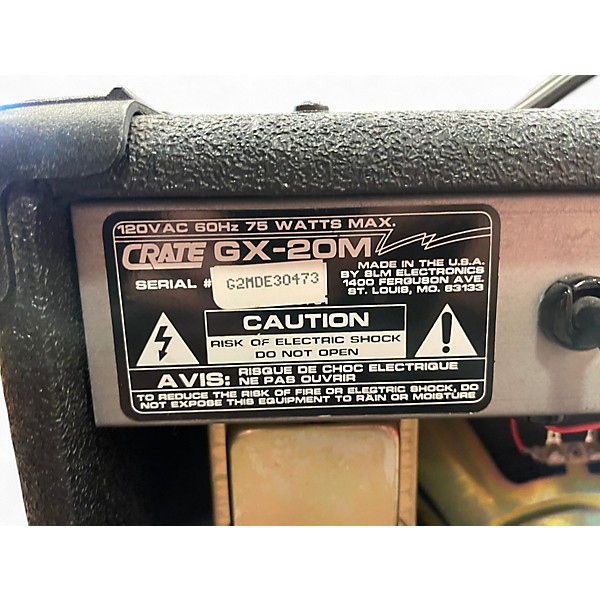 120VAC 60Hz 75 WATTS MAX.
CRATE GX-20M
SERIAL # G2MDE30473
MADE IN THE U.S.A.
BY SLM ELECTRONICS
1400 FERGUSON AVE.
ST. LOUIS, MO. 63133
CAUTION
RISK OF ELECTRIC SHOCK
DO NOT OPEN
AVIS: RISQUE DE CHOC ELECTRIQUE
NE PAS OUVRIR
TO REDUCE THE RISK OF FIRE OR ELECTRIC SHOCK, DO
NOT EXPOSE THIS EQUIPMENT TO RAIN OR MOISTURE